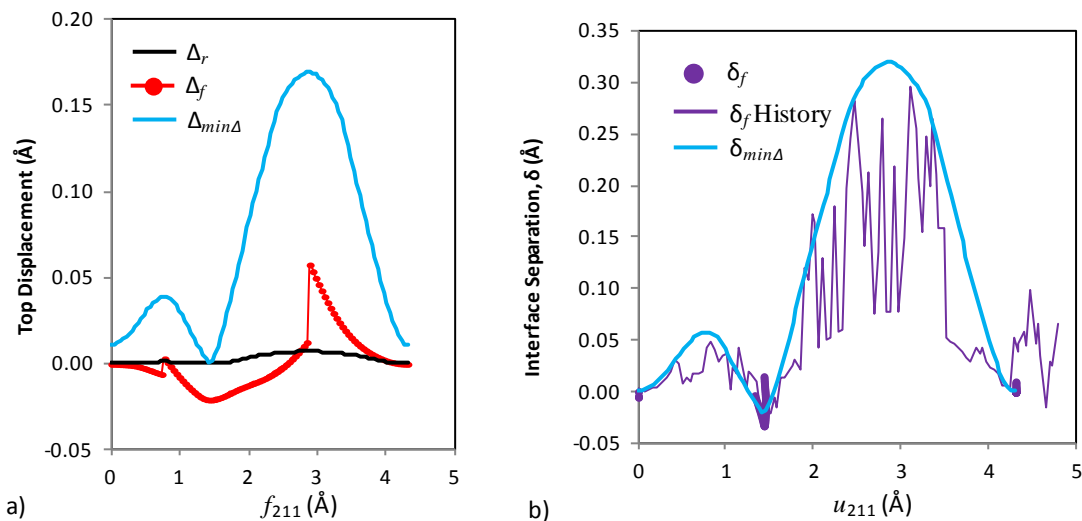 0.20
0.15
0.10
0.05
0.00
-0.05
Top Displacement (Å)
Δr
Δf
ΔminΔ
0 1 2 3 4 5
f211 (Å)
a)
0.35
0.30
0.25
0.20
0.15
0.10
0.05
0.00
-0.05
Interface Separation, δ (Å)
δf
δf History
δminΔ
0 1 2 3 4 5
u211 (Å)
b)